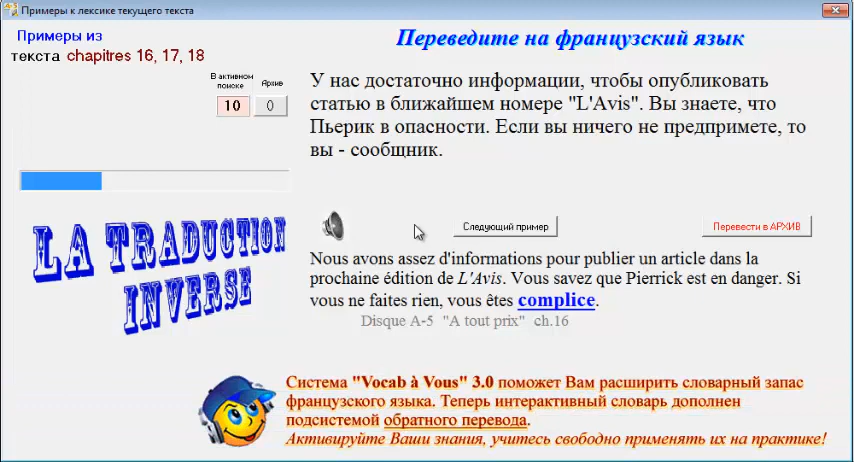 Примеры к лексике текущего текста
Примеры из
текста chapitres 16, 17, 18
Переведите на французский язык
В активном
поиске
Архив
10
0
У нас достаточно информации, чтобы опубликовать
статью в ближайшем номере "L'Avis". Вы знаете, что
Пьерик в опасности. Если вы ничего не предпримете, то
вы - сообщник.
LA TRADUCTION
INVERSE
Следующий пример
Перевести в АРХИВ
Nous avons assez d'informations pour publier un article dans la
prochaine édition de L'Avis. Vous savez que Pierrick est en danger. Si
vous ne faites rien, vous êtes complice.
Disque A-5 "A tout prix" ch.16
Система "Vocab à Vous" 3.0 поможет Вам расширить словарный запас
французского языка. Теперь интерактивный словарь дополнен
подсистемой обратного перевода.
Активируйте Ваши знания, учитесь свободно применять их на практике!